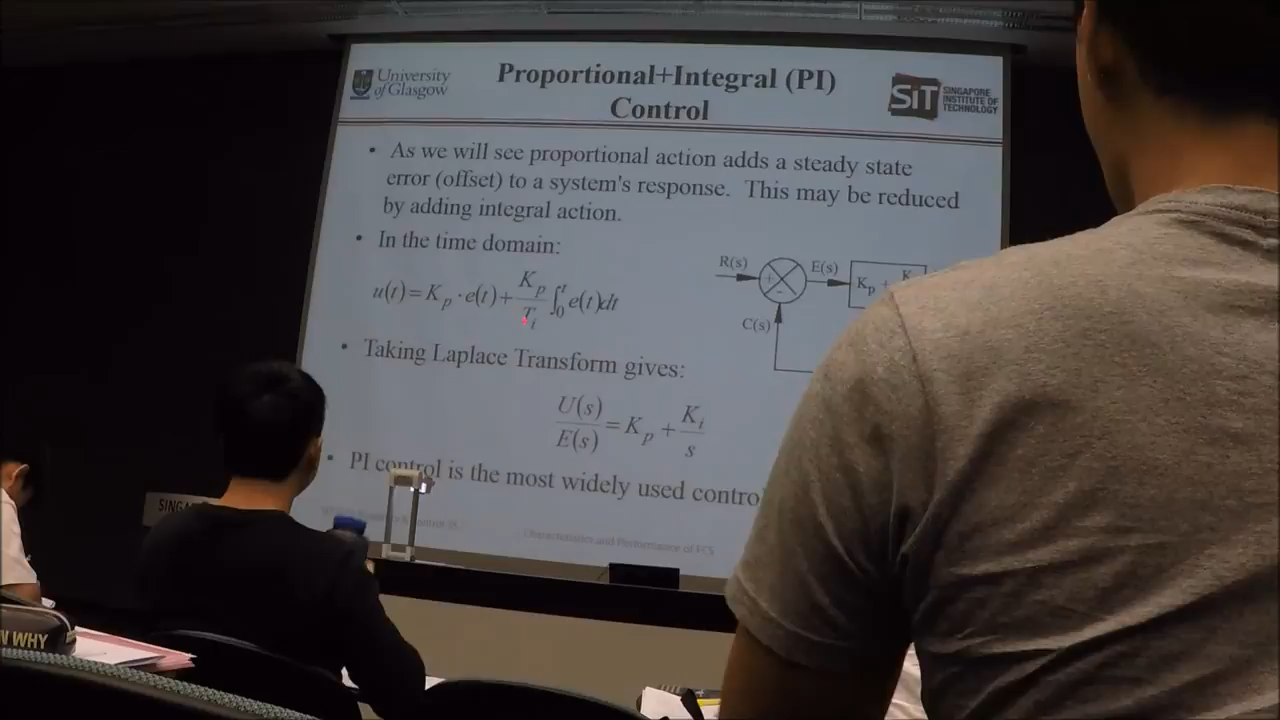 University
of Glasgow
Proportional+Integral (PI)
Control
SiT SINGAPORE
INSTITUTE OF
TECHNOLOGY
• As we will see proportional action adds a steady state
error (offset) to a system's response. This may be reduced
by adding integral action.
• In the time domain:
u(t) = K_p · e(t) + K_p/T_i ∫_0^t e(t)dt
R(s)
+
-
E(s)
K_p + K
C(s)
• Taking Laplace Transform gives:
U(s)/E(s) = K_p + K_i/s
• PI control is the most widely used contro
Characteristics and Performance of FCS
SINGA
N WHY